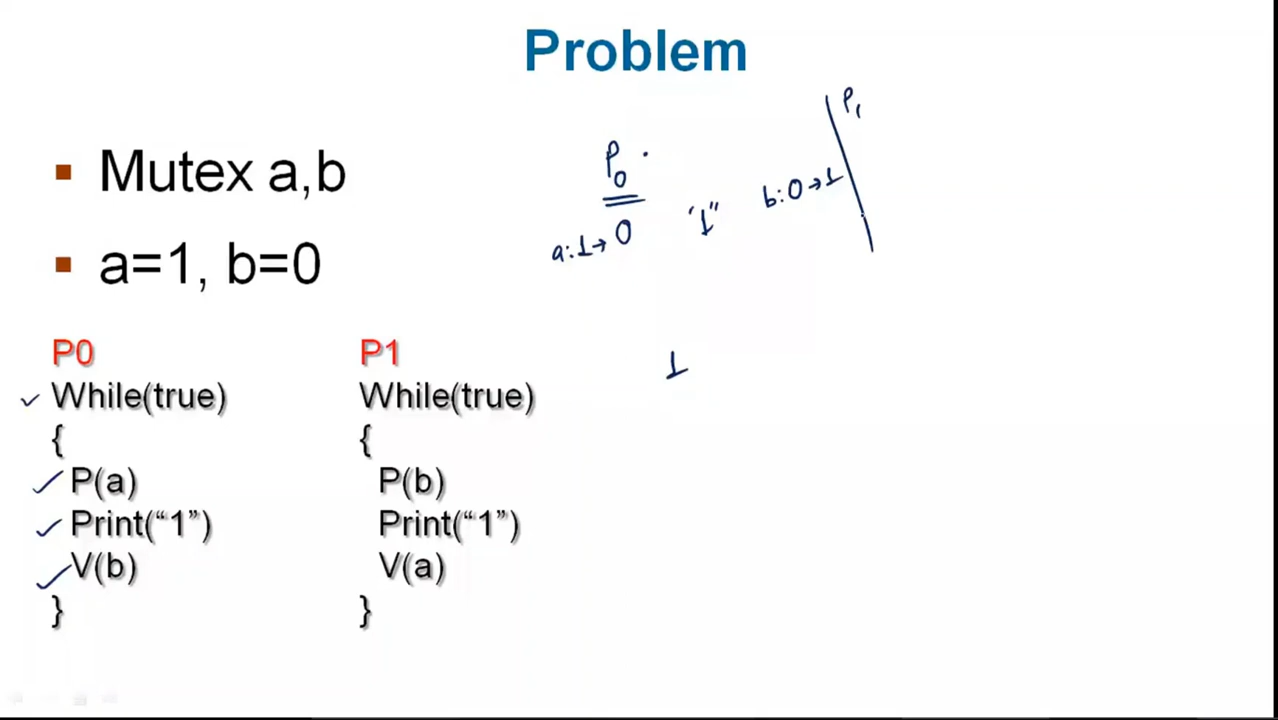 Problem
Mutex a,b
a=1, b=0
P0
While(true)
{
P(a)
Print(“1”)
V(b)
}
P1
While(true)
{
P(b)
Print(“1”)
V(a)
}
P0
a:1→0
"1"
b:0→1
P1
1